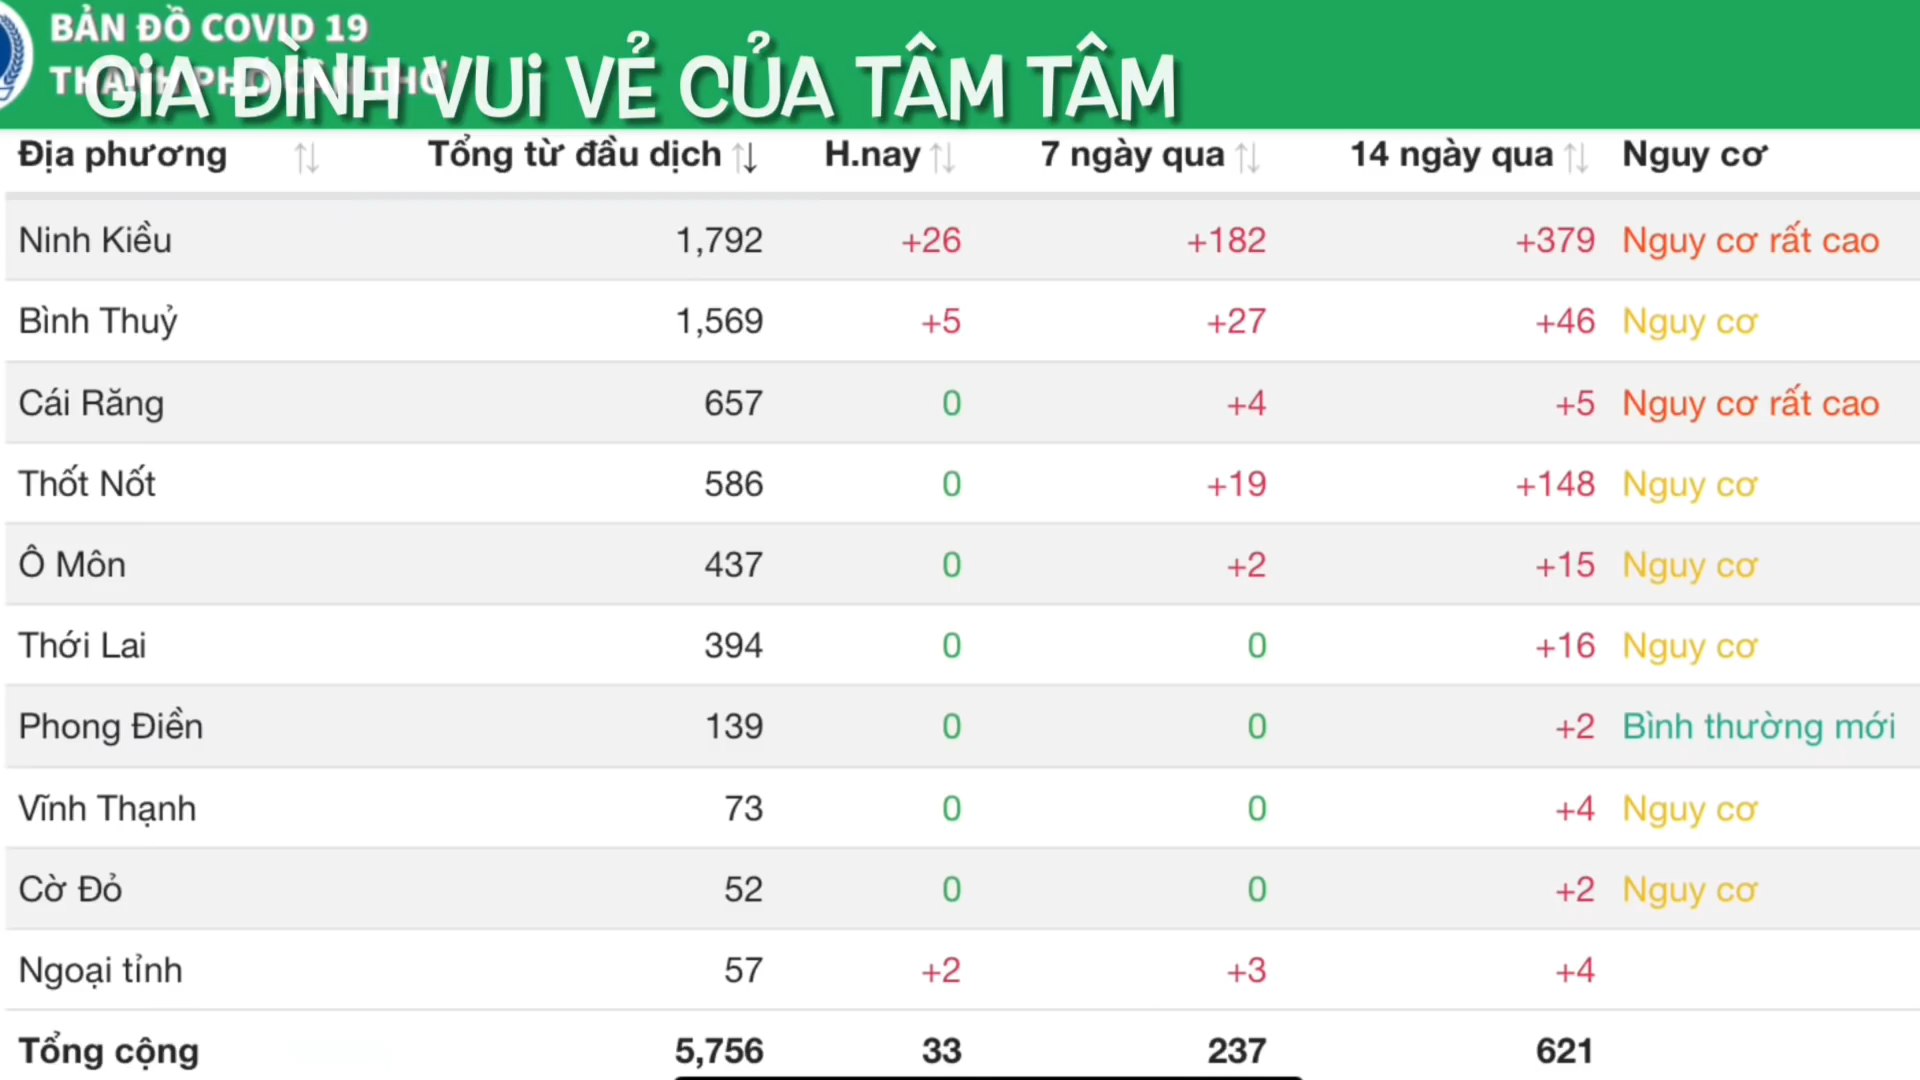 BẢN ĐỒ COVID 19
THÀNH PHỐ CẦN THƠ
GiA ĐÌNH VUi VẺ CỦA TÂM TÂM
Địa phương Tổng từ đầu dịch H.nay 7 ngày qua 14 ngày qua Nguy cơ
Ninh Kiều 1,792 +26 +182 +379 Nguy cơ rất cao
Bình Thuỷ 1,569 +5 +27 +46 Nguy cơ
Cái Răng 657 0 +4 +5 Nguy cơ rất cao
Thốt Nốt 586 0 +19 +148 Nguy cơ
Ô Môn 437 0 +2 +15 Nguy cơ
Thới Lai 394 0 0 +16 Nguy cơ
Phong Điền 139 0 0 +2 Bình thường mới
Vĩnh Thạnh 73 0 0 +4 Nguy cơ
Cờ Đỏ 52 0 0 +2 Nguy cơ
Ngoại tỉnh 57 +2 +3 +4
Tổng cộng 5,756 33 237 621